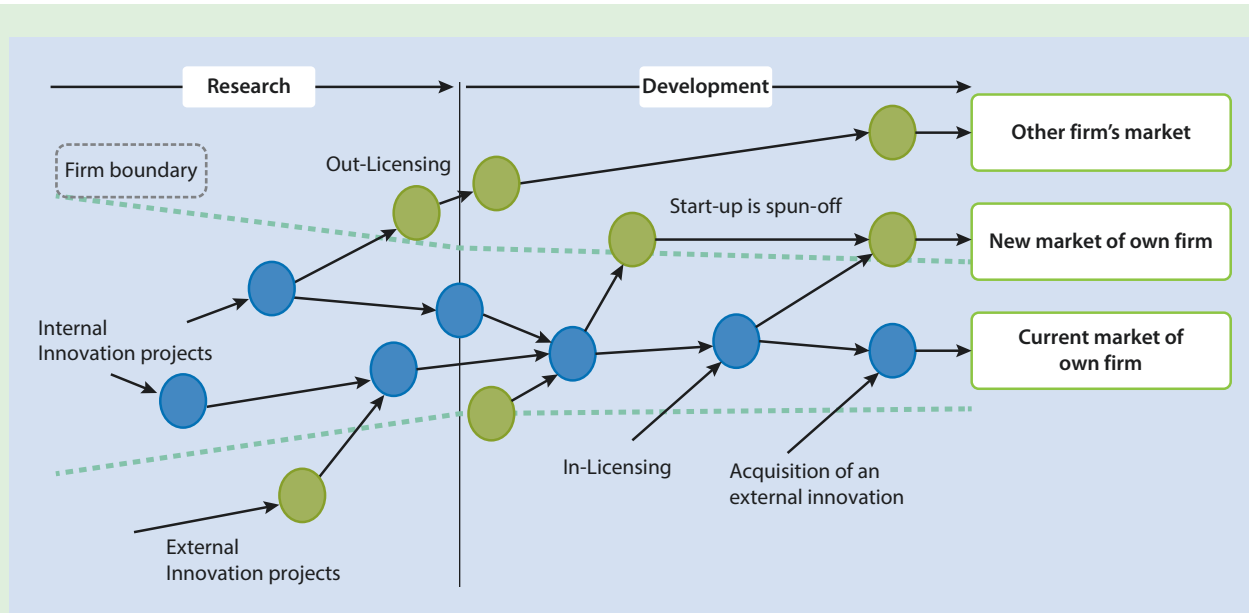 Research
Development
Other firm's market
Firm boundary
Out-Licensing
Start-up is spun-off
New market of own firm
Internal
Innovation projects
Current market of
own firm
In-Licensing
Acquisition of an
external innovation
External
Innovation projects